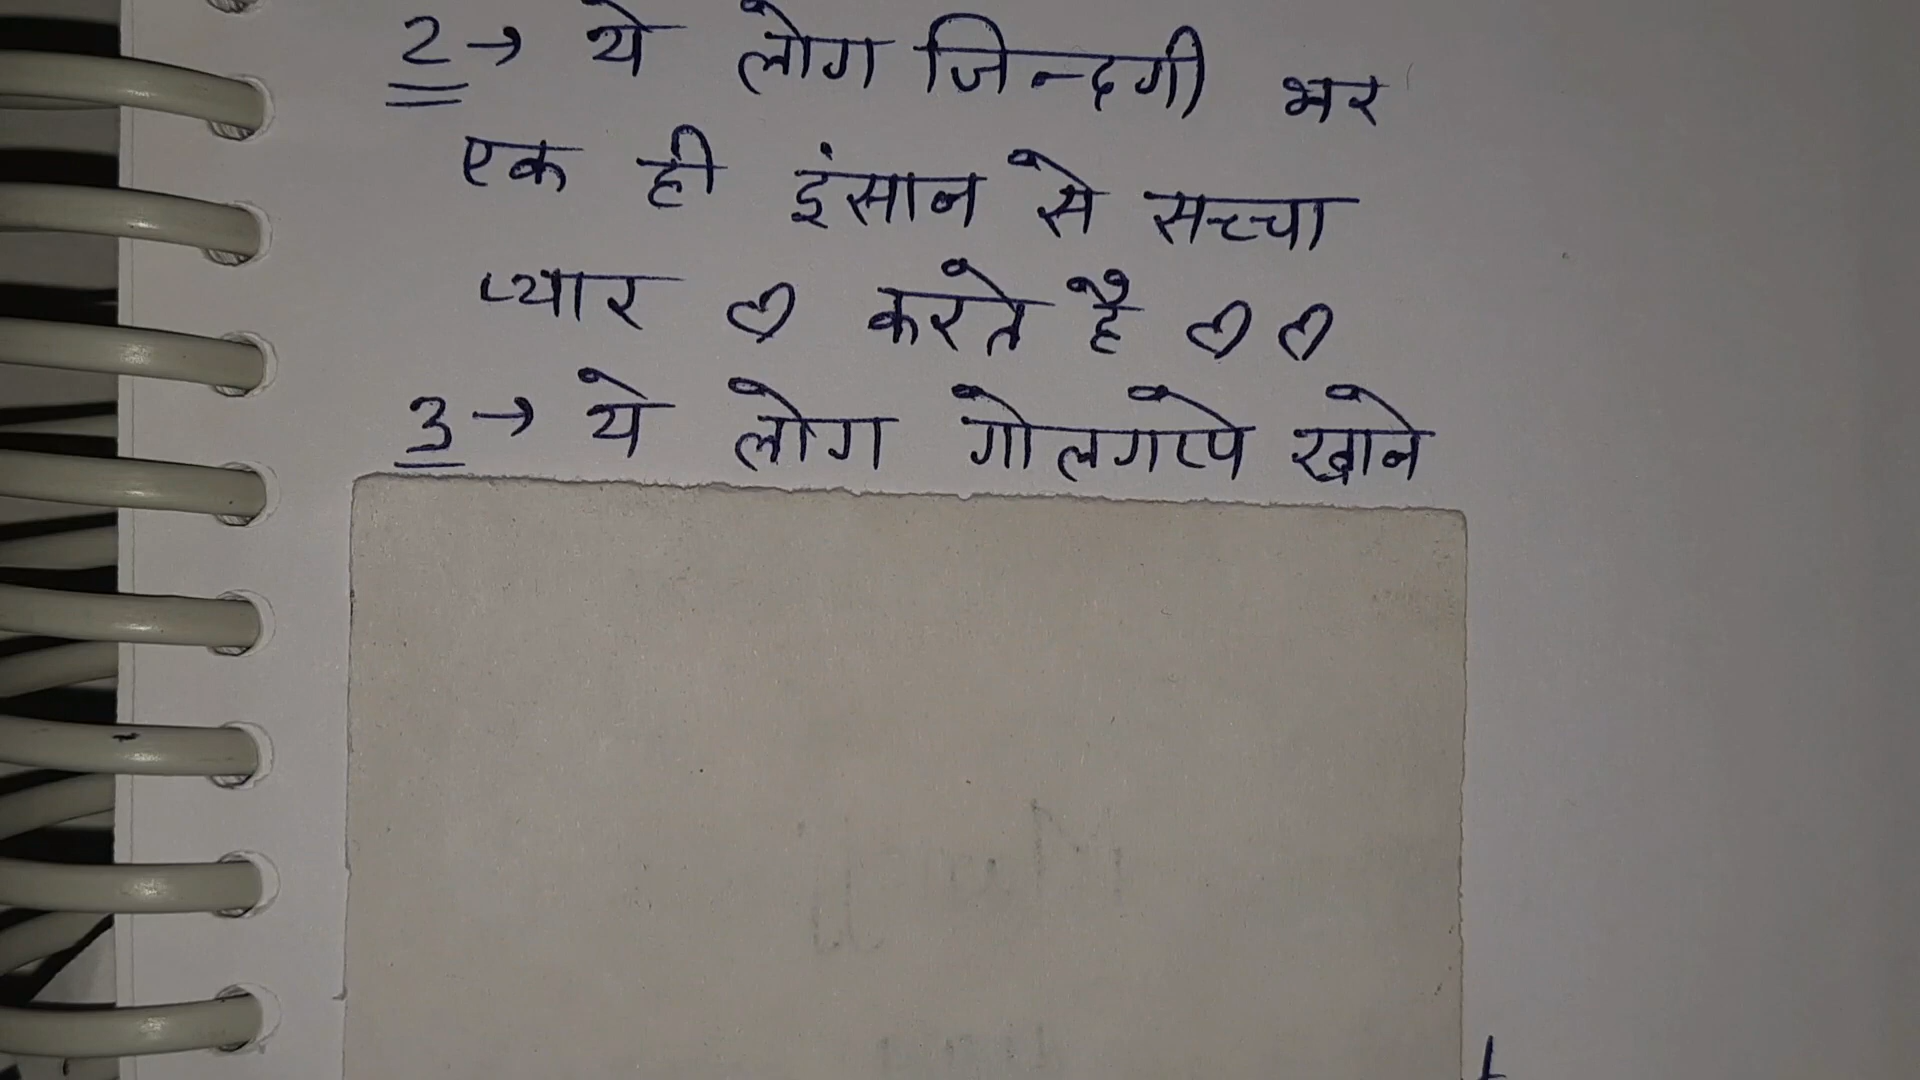 2→ ये लोग जिन्दगी भर
एक ही इंसान से सच्चा
प्यार ♡ करते है ♡ ♡
3→ ये लोग गोलगप्पे खाने